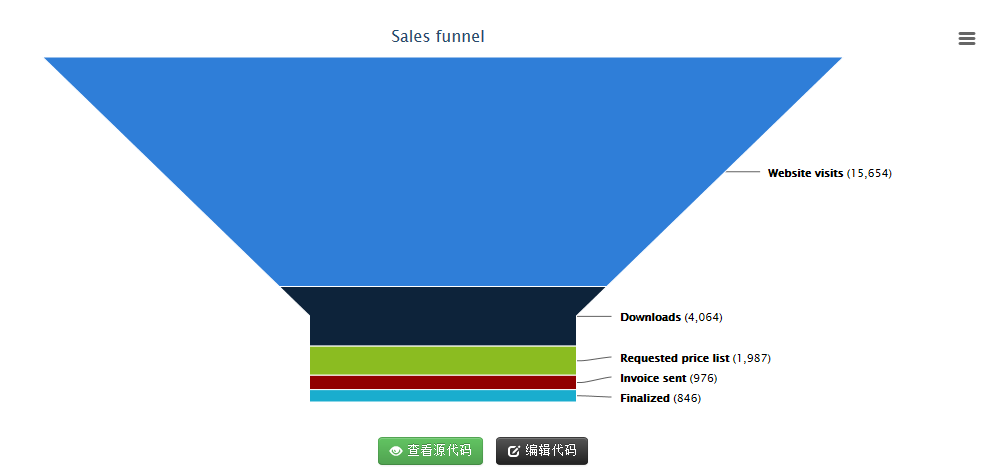 Sales funnel
Website visits (15,654)
Downloads (4,064)
Requested price list (1,987)
Invoice sent (976)
Finalized (846)
查看源代码 编辑代码